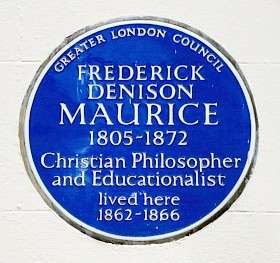 GREATER LONDON COUNCIL
FREDERICK
DENISON
MAURICE
1805-1872
Christian Philosopher
and Educationalist
lived here
1862-1866